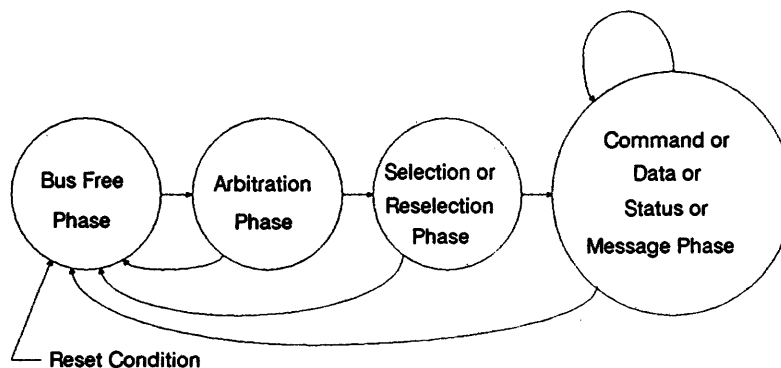 Bus Free
Phase
Arbitration
Phase
Selection or
Reselection
Phase
Command or
Data or
Status or
Message Phase
Reset Condition